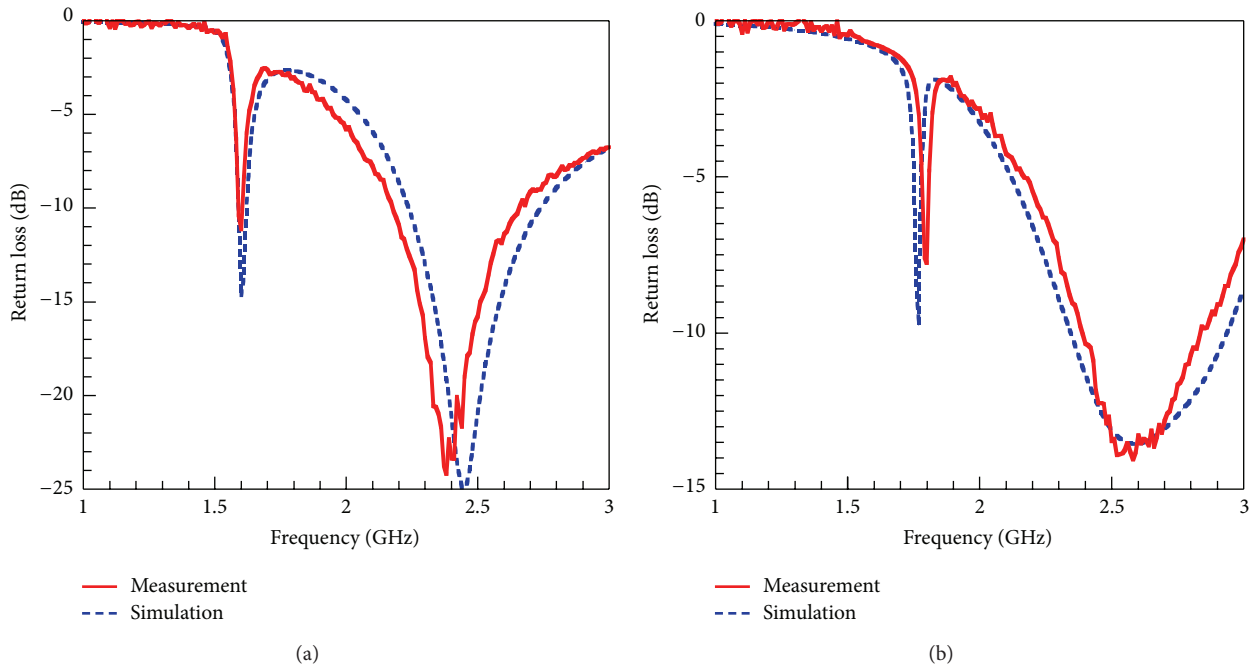 0
−5
−10
−15
−20
−25
Return loss (dB)
1
1.5
2
2.5
3
Frequency (GHz)
Measurement
Simulation
(a)
0
−5
−10
−15
Return loss (dB)
1
1.5
2
2.5
3
Frequency (GHz)
Measurement
Simulation
(b)